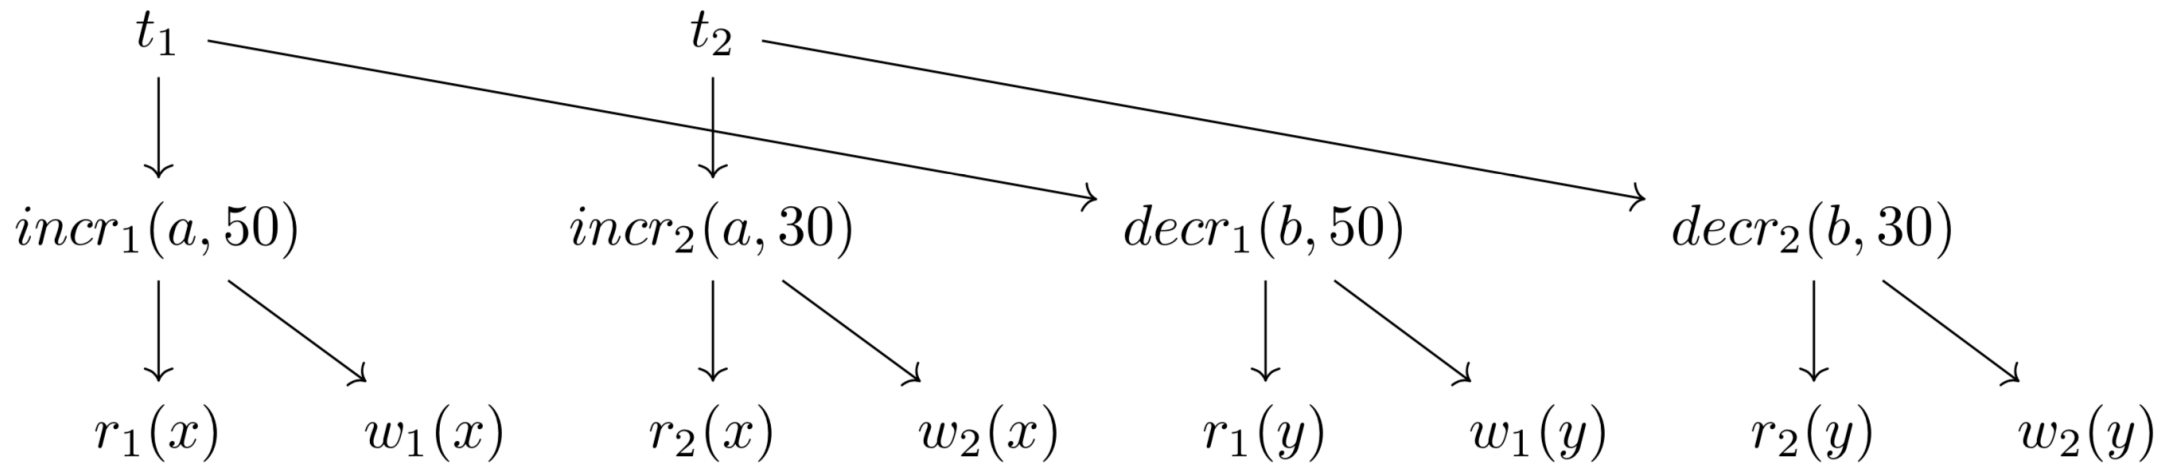 t₁ t₂
incr₁(a, 50) incr₂(a, 30) decr₁(b, 50) decr₂(b, 30)
r₁(x) w₁(x) r₂(x) w₂(x) r₁(y) w₁(y) r₂(y) w₂(y)